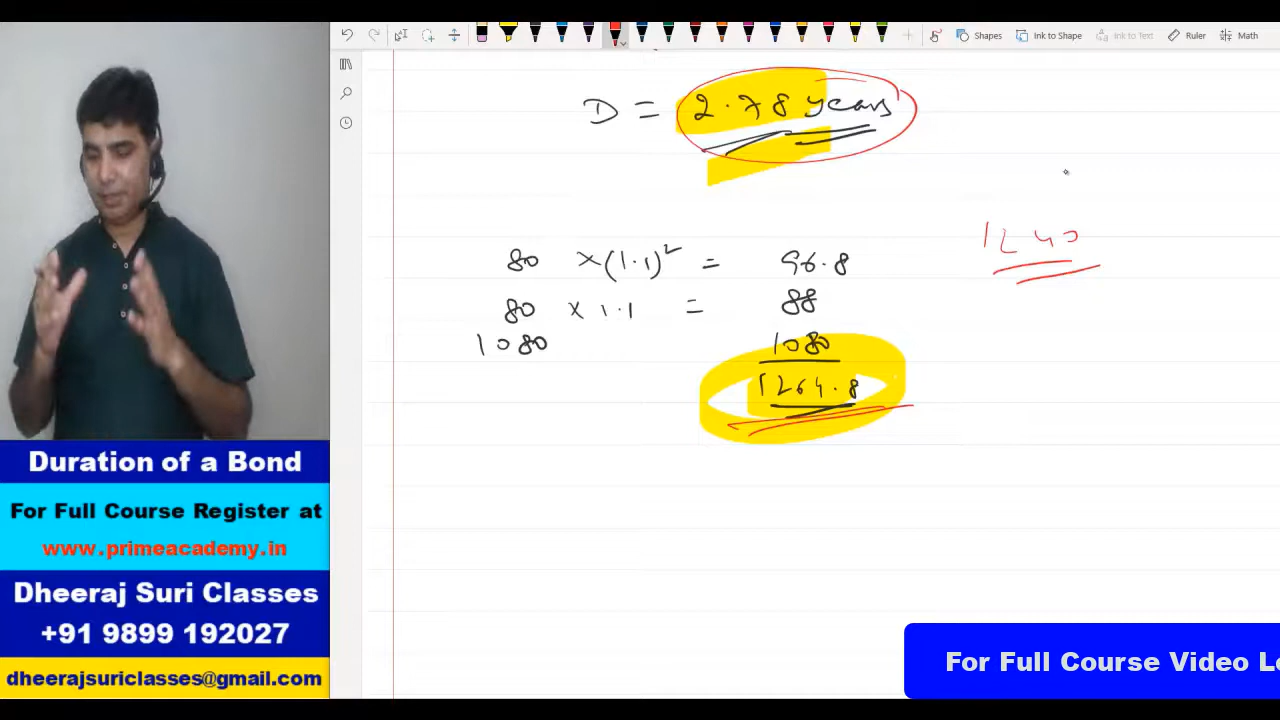 Shapes
Ink to Shape
Ink to Text
Ruler
Math
D = 2.78 years
1240
80 ×(1.1)² = 96.8
80 × 1.1 = 88
1080 1080
1264.8
Duration of a Bond
For Full Course Register at
www.primeacademy.in
Dheeraj Suri Classes
+91 9899 192027
dheerajsuriclasses@gmail.com
For Full Course Video Le